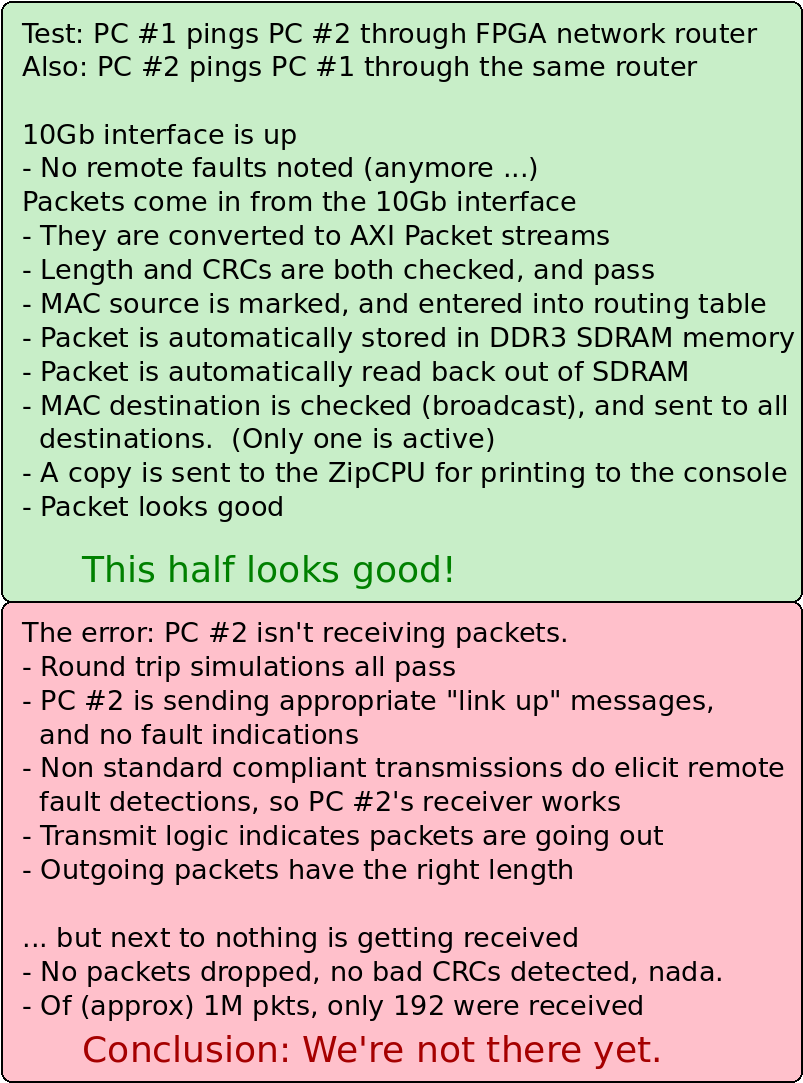 Test: PC #1 pings PC #2 through FPGA network router
Also: PC #2 pings PC #1 through the same router
10Gb interface is up
- No remote faults noted (anymore ...)
Packets come in from the 10Gb interface
- They are converted to AXI Packet streams
- Length and CRCs are both checked, and pass
- MAC source is marked, and entered into routing table
- Packet is automatically stored in DDR3 SDRAM memory
- Packet is automatically read back out of SDRAM
- MAC destination is checked (broadcast), and sent to all
destinations.  (Only one is active)
- A copy is sent to the ZipCPU for printing to the console
- Packet looks good
This half looks good!
The error: PC #2 isn't receiving packets.
- Round trip simulations all pass
- PC #2 is sending appropriate "link up" messages,
and no fault indications
- Non standard compliant transmissions do elicit remote
fault detections, so PC #2's receiver works
- Transmit logic indicates packets are going out
- Outgoing packets have the right length
... but next to nothing is getting received
- No packets dropped, no bad CRCs detected, nada.
- Of (approx) 1M pkts, only 192 were received
Conclusion: We're not there yet.